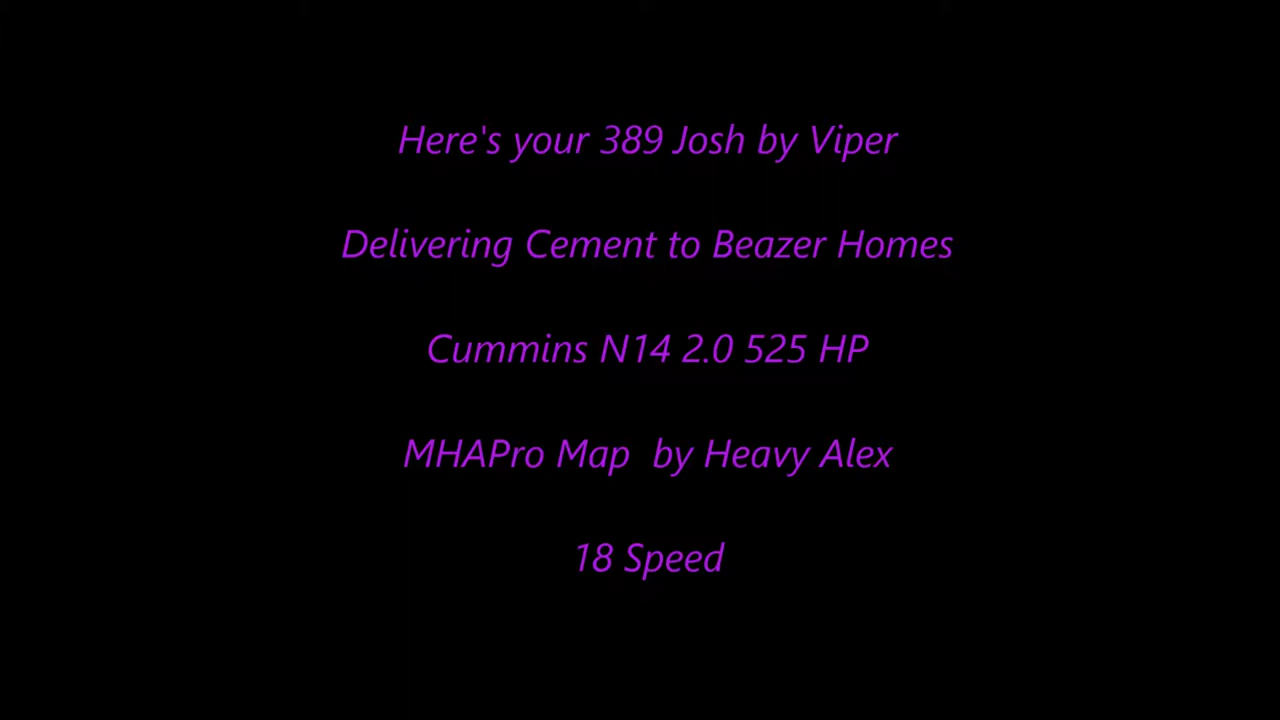 Here's your 389 Josh by Viper
Delivering Cement to Beazer Homes
Cummins N14 2.0 525 HP
MHAPro Map  by Heavy Alex
18 Speed